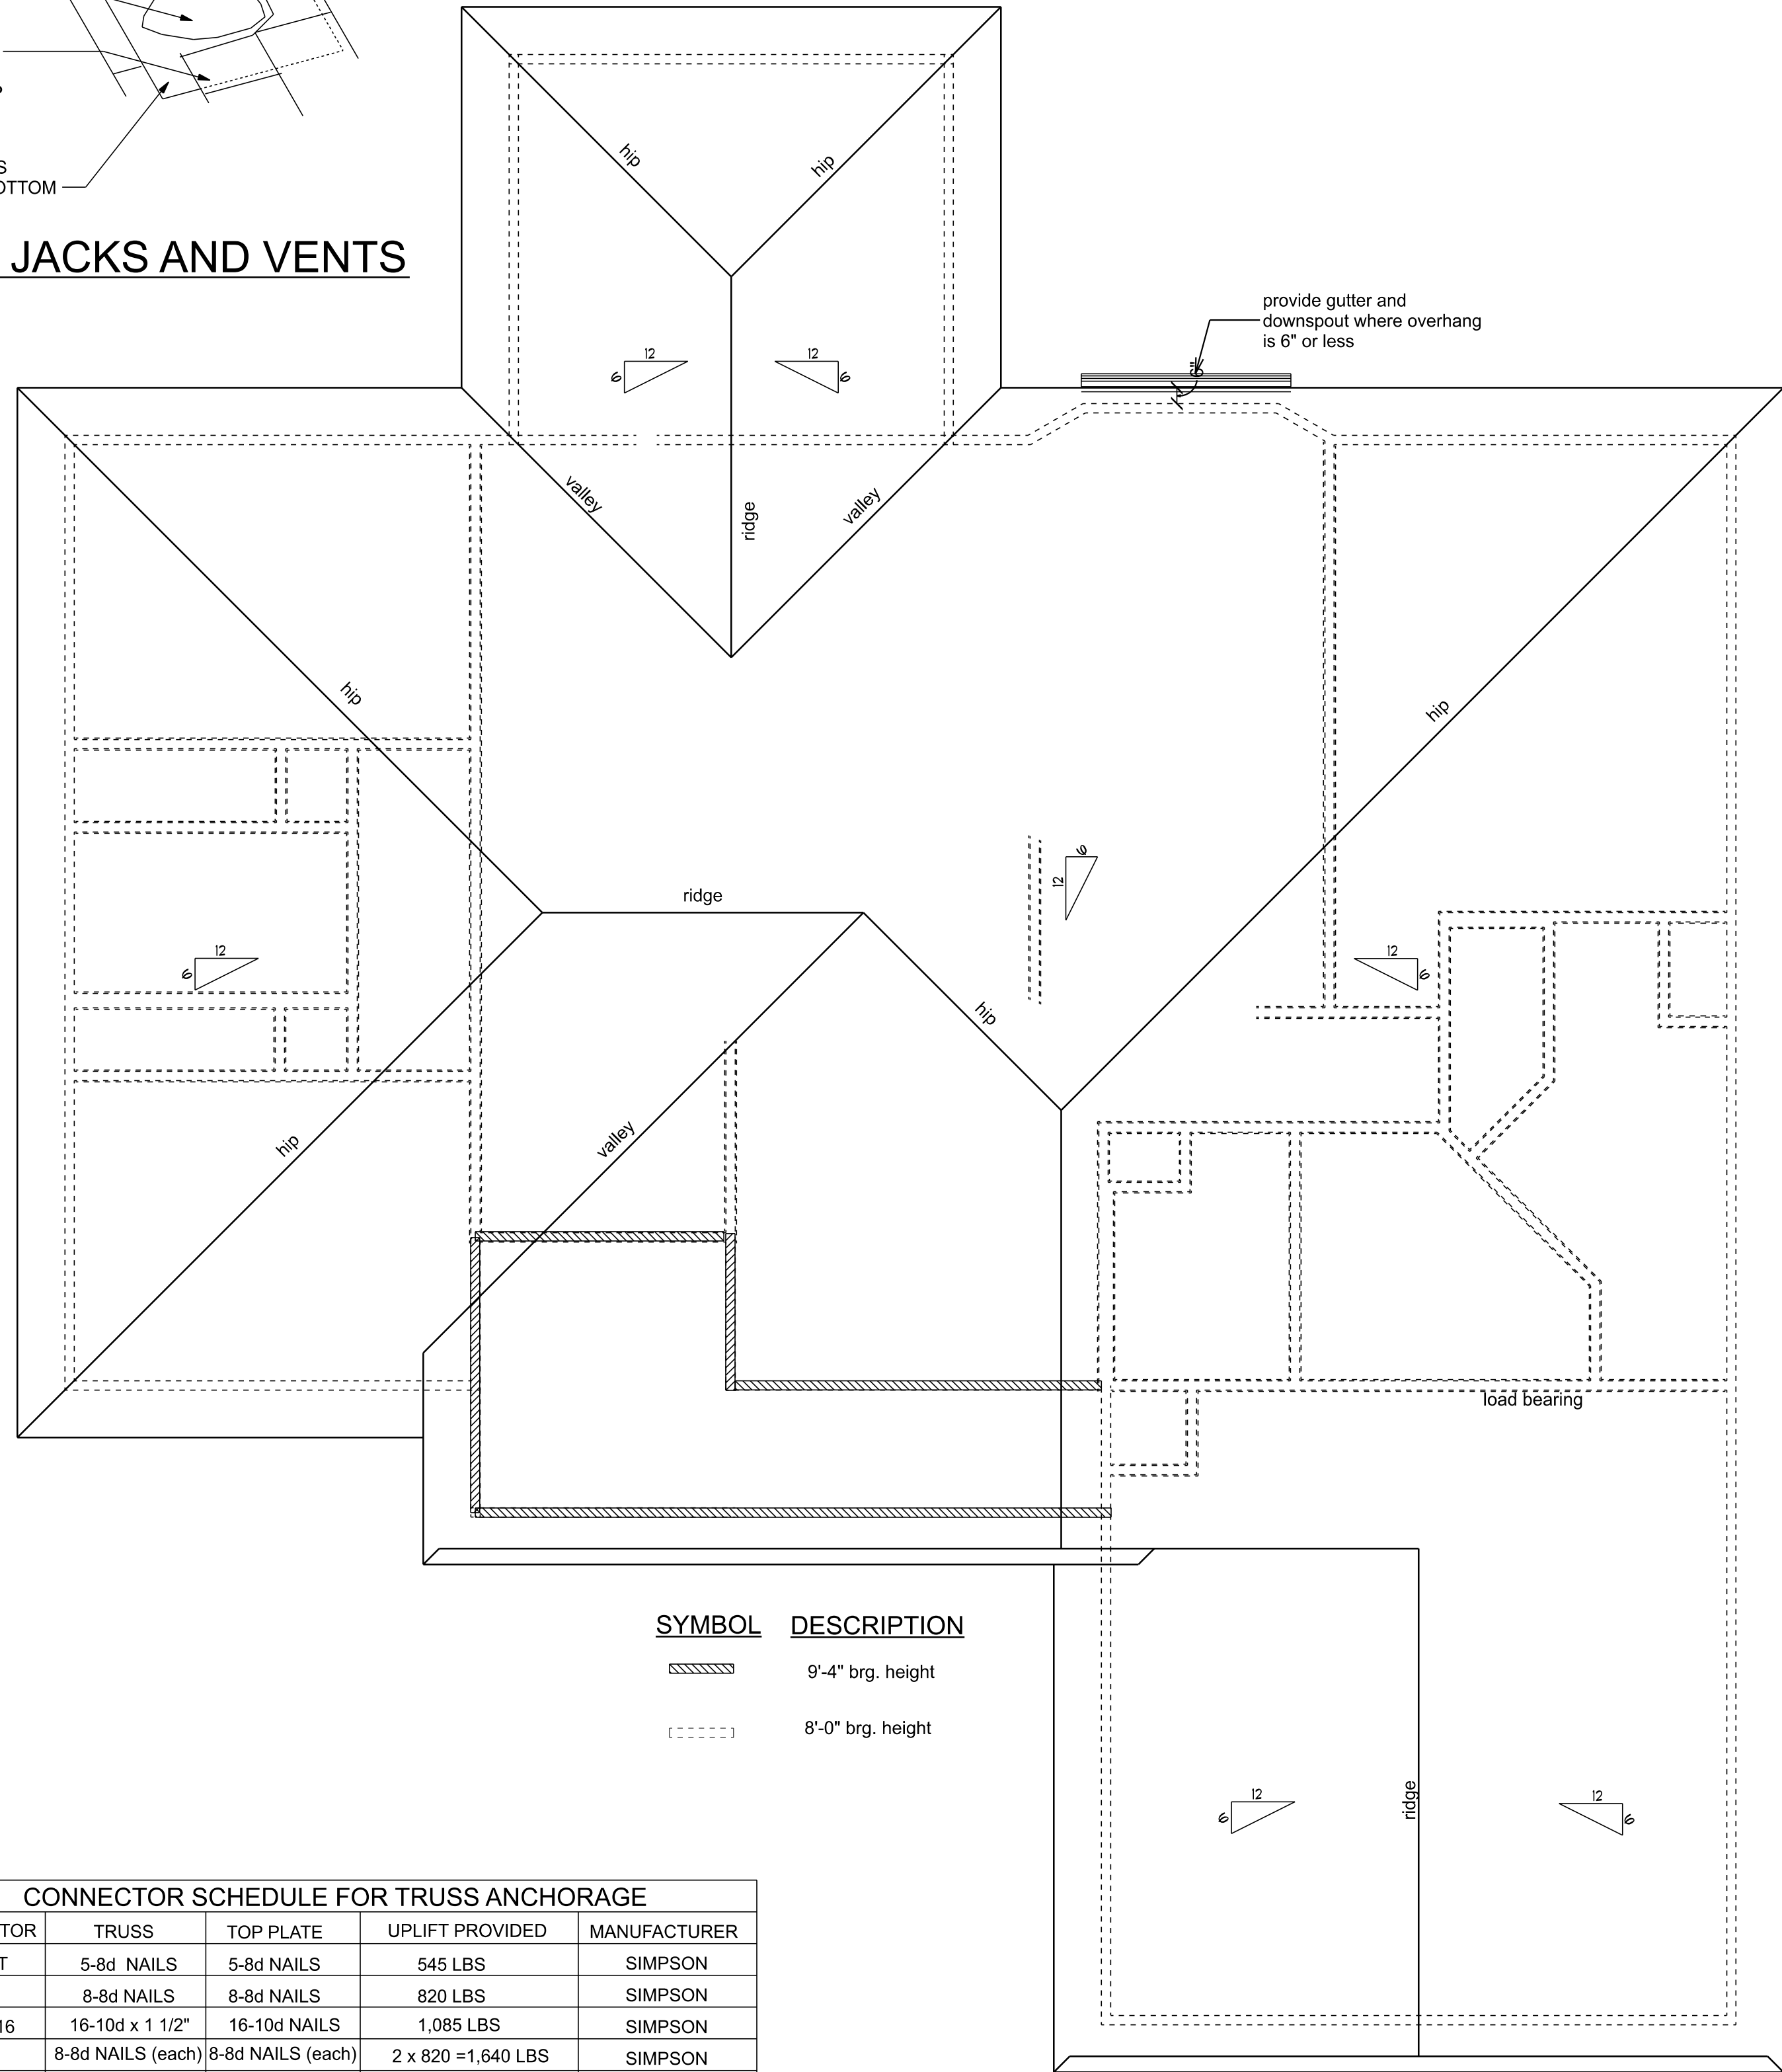 S
OTTOM
JACKS AND VENTS
hip
hip
provide gutter and
downspout where overhang
is 6" or less
6"
12
6
12
6
valley
ridge
valley
hip
hip
12
6
ridge
12
6
12
6
hip
hip
valley
load bearing
SYMBOL DESCRIPTION
9'-4" brg. height
8'-0" brg. height
ridge
12
6
12
6
CONNECTOR SCHEDULE FOR TRUSS ANCHORAGE
TOR TRUSS TOP PLATE UPLIFT PROVIDED MANUFACTURER
T 5-8d NAILS 5-8d NAILS 545 LBS SIMPSON
8-8d NAILS 8-8d NAILS 820 LBS SIMPSON
16 16-10d x 1 1/2" 16-10d NAILS 1,085 LBS SIMPSON
8-8d NAILS (each) 8-8d NAILS (each) 2 x 820 =1,640 LBS SIMPSON